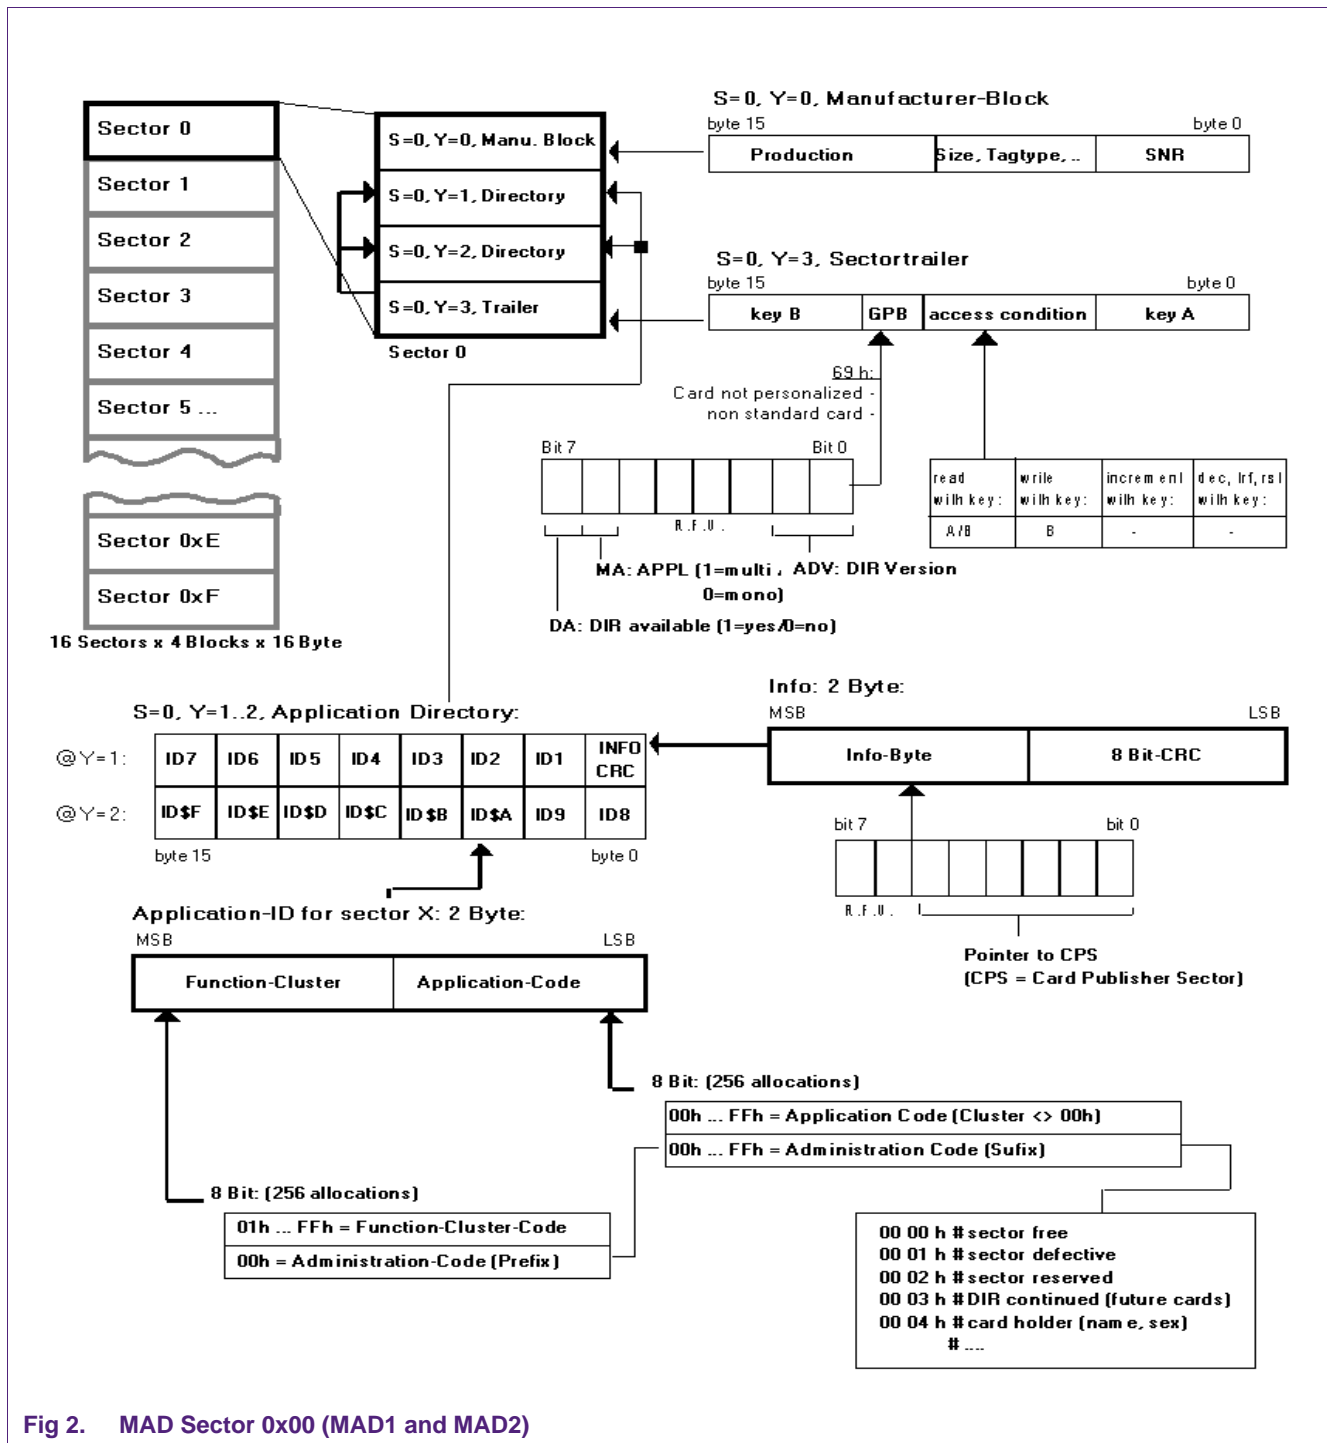 S=0, Y=0, Manufacturer-Block
byte 15 byte 0
Production Size, Tagtype, .. SNR
Sector 0
Sector 1
Sector 2
Sector 3
Sector 4
Sector 5 ...
Sector 0xE
Sector 0xF
16 Sectors x 4 Blocks x 16 Byte
S=0, Y=0, Manu. Block
S=0, Y=1, Directory
S=0, Y=2, Directory
S=0, Y=3, Trailer
Sector 0
S=0, Y=3, Sectortrailer
byte 15 byte 0
key B GPB access condition key A
69 h:
Card not personalized -
non standard card -
Bit 7 Bit 0
R.F.U.
MA: APPL (1=multi / ADV: DIR Version
0=mono)
DA: DIR available (1=yes/0=no)
read write increment dec, trf, rst
with key: with key: with key: with key:
A/B B - -
S=0, Y=1..2, Application Directory:
@Y=1: ID7 ID6 ID5 ID4 ID3 ID2 ID1 INFO
CRC
@Y=2: ID$F ID$E ID$D ID$C ID$B ID$A ID9 ID8
byte 15 byte 0
Info: 2 Byte:
MSB LSB
Info-Byte 8 Bit-CRC
bit 7 bit 0
R.F.U.
Pointer to CPS
(CPS = Card Publisher Sector)
Application-ID for sector X: 2 Byte:
MSB LSB
Function-Cluster Application-Code
8 Bit: (256 allocations)
00h ... FFh = Application Code (Cluster <> 00h)
00h ... FFh = Administration Code (Sufix)
8 Bit: (256 allocations)
01h ... FFh = Function-Cluster-Code
00h = Administration-Code (Prefix)
00 00 h # sector free
00 01 h # sector defective
00 02 h # sector reserved
00 03 h # DIR continued (future cards)
00 04 h # card holder (name, sex)
# ....
Fig 2. MAD Sector 0x00 (MAD1 and MAD2)